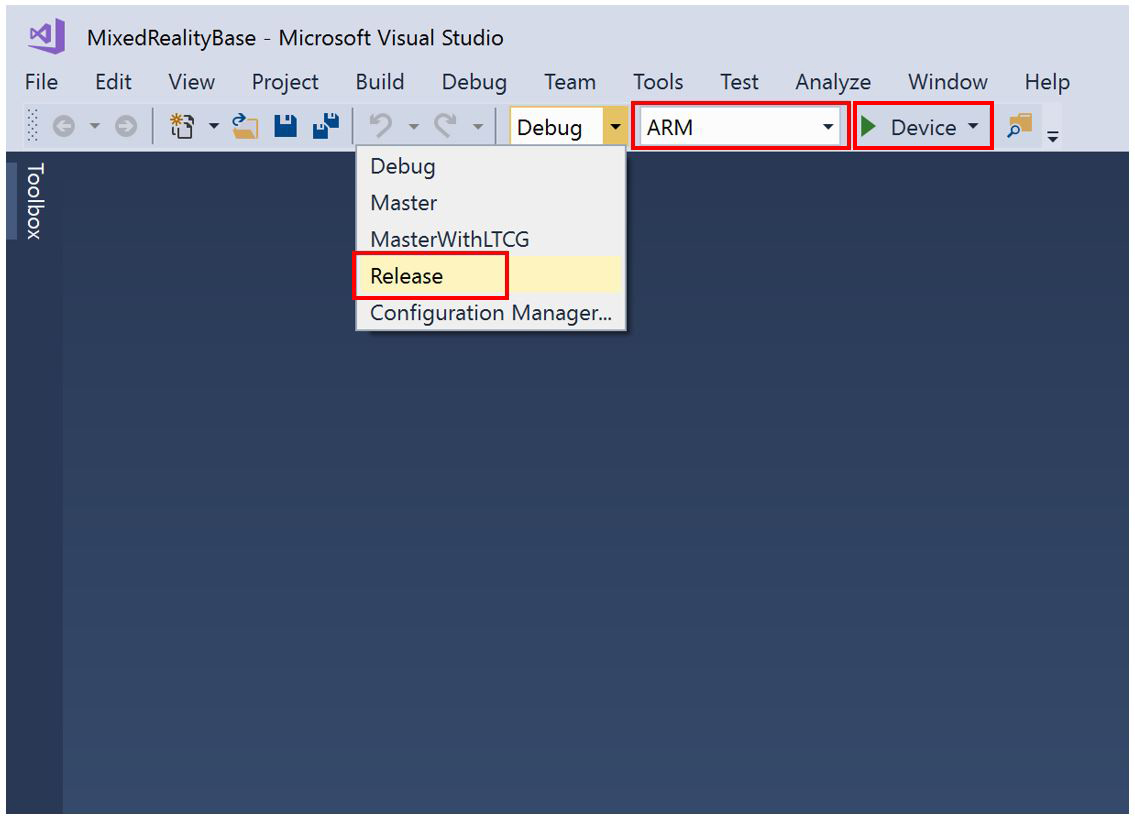 MixedRealityBase - Microsoft Visual Studio
File Edit View Project Build Debug Team Tools Test Analyze Window Help
Debug ARM Device
Debug
Master
MasterWithLTCG
Release
Configuration Manager...
Toolbox